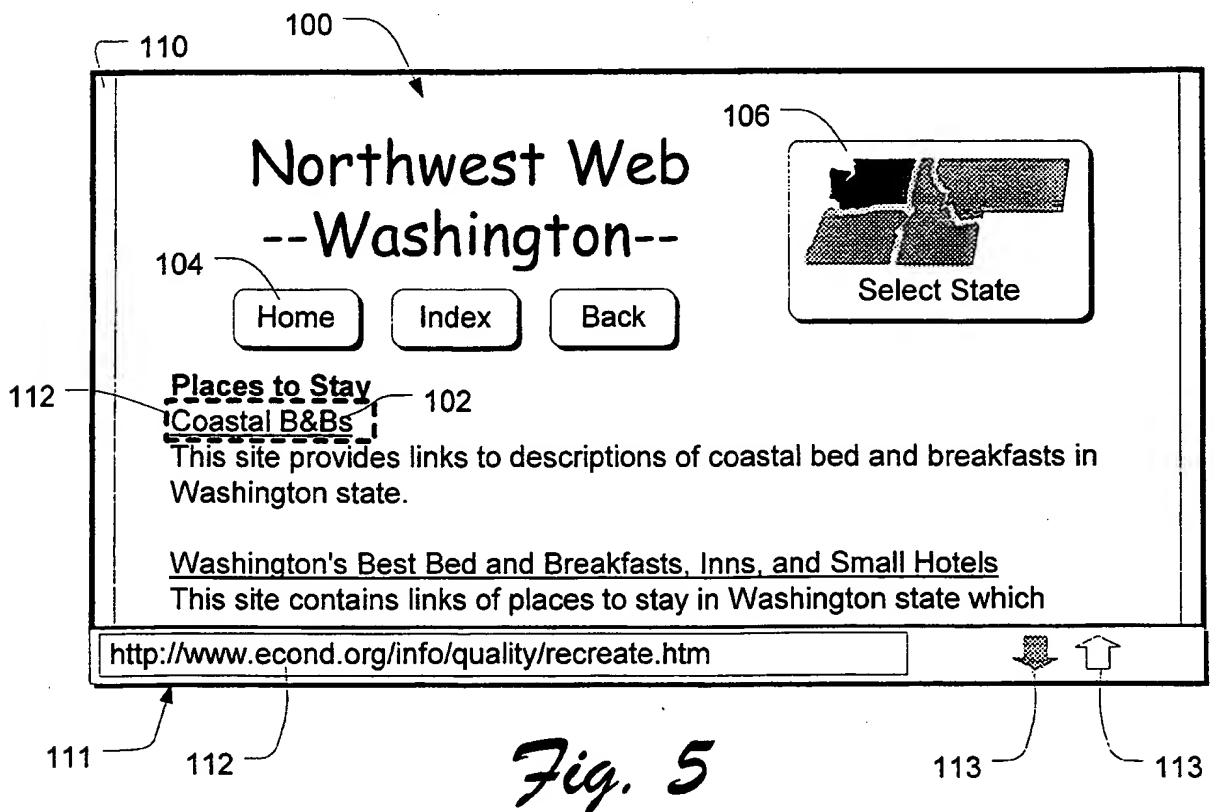 100
110
106
Northwest Web
--Washington--
104
Select State
Home Index Back
Places to Stay
112
102
Coastal B&Bs
This site provides links to descriptions of coastal bed and breakfasts in
Washington state.
Washington's Best Bed and Breakfasts, Inns, and Small Hotels
This site contains links of places to stay in Washington state which
http://www.econd.org/info/quality/recreate.htm
111
112
113
113
Fig. 5